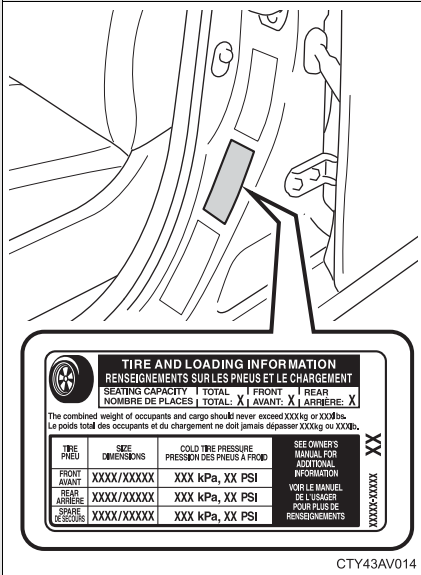 TIRE AND LOADING INFORMATION
RENSEIGNEMENTS SUR LES PNEUS ET LE CHARGEMENT
SEATING CAPACITY | TOTAL X | FRONT X | REAR X
NOMBRE DE PLACES | TOTAL: | AVANT: | ARRIÈRE:
The combined weight of occupants and cargo should never exceed XXXkg or XXXlbs.
Le poids total des occupants et du chargement ne doit jamais dépasser XXXkg ou XXXlb.
TIRE SIZE COLD TIRE PRESSURE
PNEU DIMENSIONS PRESSION DES PNEUS A FROID
FRONT
AVANT XXXX/XXXXX XXX kPa, XX PSI
REAR
ARRIÈRE XXXX/XXXXX XXX kPa, XX PSI
SPARE
DE SECOURS XXXX/XXXXX XXX kPa, XX PSI
SEE OWNER'S
MANUAL FOR
ADDITIONAL
INFORMATION
VOIR LE MANUEL
DE L'USAGER
POUR PLUS DE
RENSEIGNEMENTS
XX
XXXXX-XXXXX
CTY43AV014